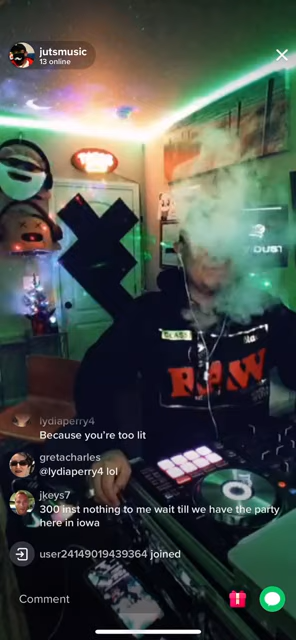 jutsmusic
13 online
DUST
CLASSIC
RAW
lydiaperry4
Because you're too lit
gretacharles
@lydiaperry4 lol
jkeys7
300 inst nothing to me wait till we have the party
here in iowa
user24149019439364 joined
Comment